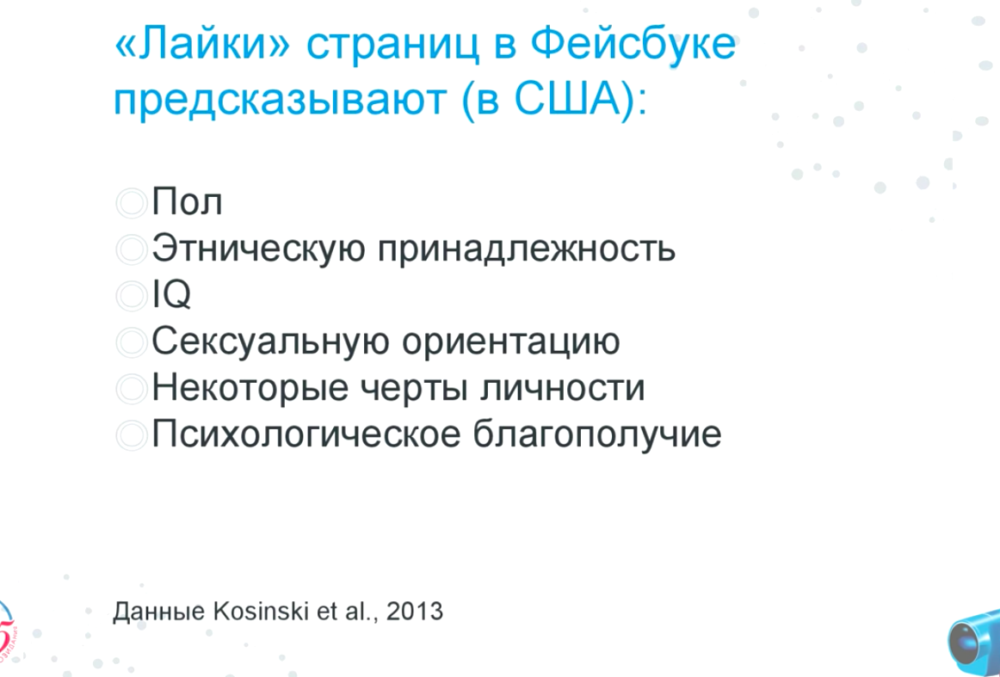 «Лайки» страниц в Фейсбуке
предсказывают (в США):
Пол
Этническую принадлежность
IQ
Сексуальную ориентацию
Некоторые черты личности
Психологическое благополучие
Данные Kosinski et al., 2013